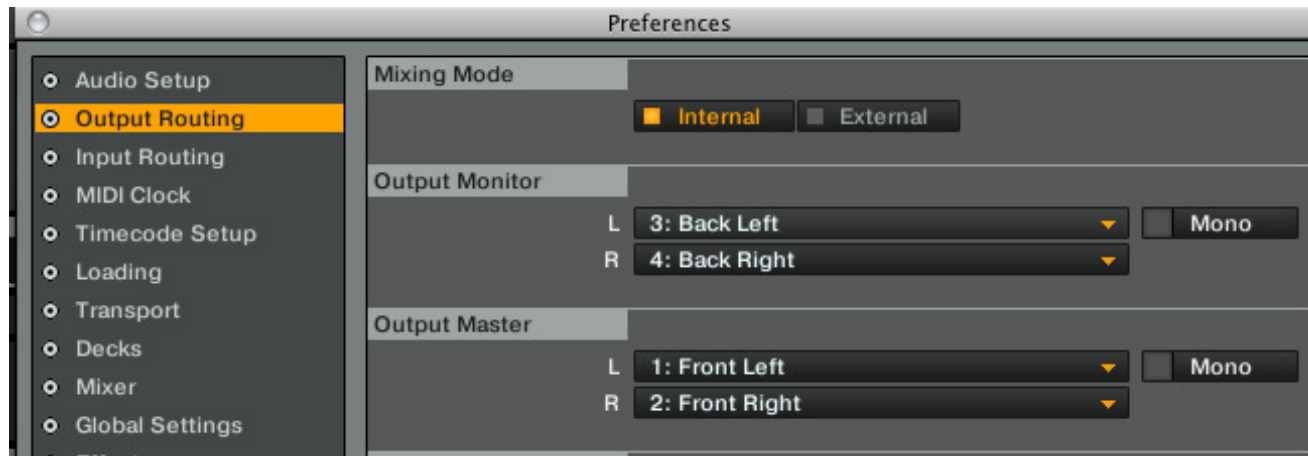 Preferences
Audio Setup
Output Routing
Input Routing
MIDI Clock
Timecode Setup
Loading
Transport
Decks
Mixer
Global Settings
Mixing Mode
Internal External
Output Monitor
L 3: Back Left Mono
R 4: Back Right
Output Master
L 1: Front Left Mono
R 2: Front Right